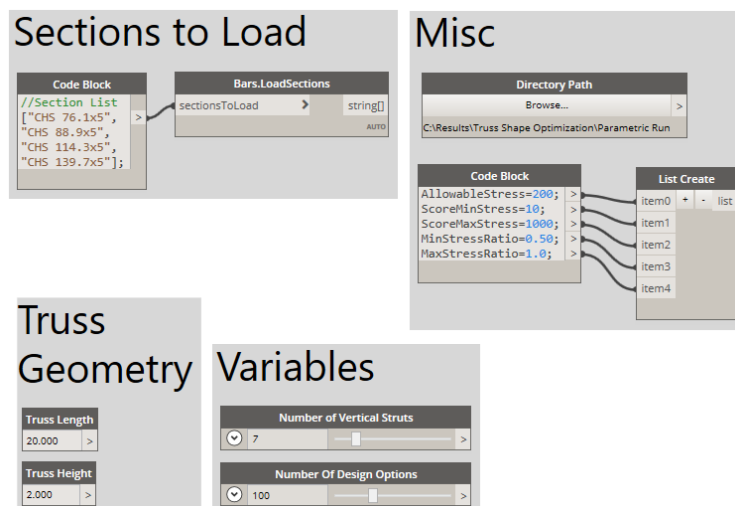 Sections to Load
Code Block
//Section List
["CHS 76.1x5",
"CHS 88.9x5",
"CHS 114.3x5",
"CHS 139.7x5"];
>
Bars.LoadSections
sectionsToLoad > string[]
AUTO
Misc
Directory Path
Browse... >
C:\Results\Truss Shape Optimization\Parametric Run
Code Block
AllowableStress=200; >
ScoreMinStress=10; >
ScoreMaxStress=1000; >
MinStressRatio=0.50; >
MaxStressRatio=1.0; >
List Create
item0 + - list
item1
item2
item3
item4
Truss
Geometry
Truss Length
20.000 >
Truss Height
2.000 >
Variables
Number of Vertical Struts
7 >
Number Of Design Options
100 >